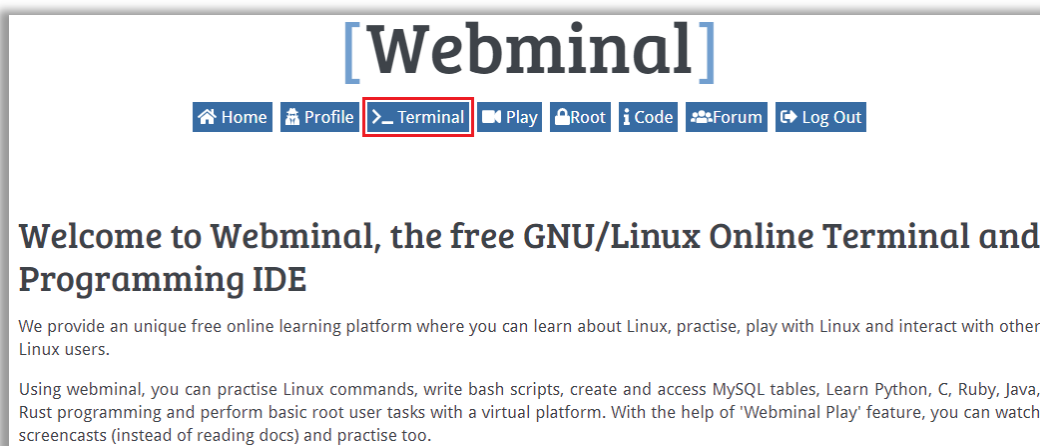 [Webminal]
Home Profile >_ Terminal Play Root i Code Forum Log Out
Welcome to Webminal, the free GNU/Linux Online Terminal and
Programming IDE
We provide an unique free online learning platform where you can learn about Linux, practise, play with Linux and interact with other
Linux users.
Using webminal, you can practise Linux commands, write bash scripts, create and access MySQL tables, Learn Python, C, Ruby, Java,
Rust programming and perform basic root user tasks with a virtual platform. With the help of 'Webminal Play' feature, you can watch
screencasts (instead of reading docs) and practise too.